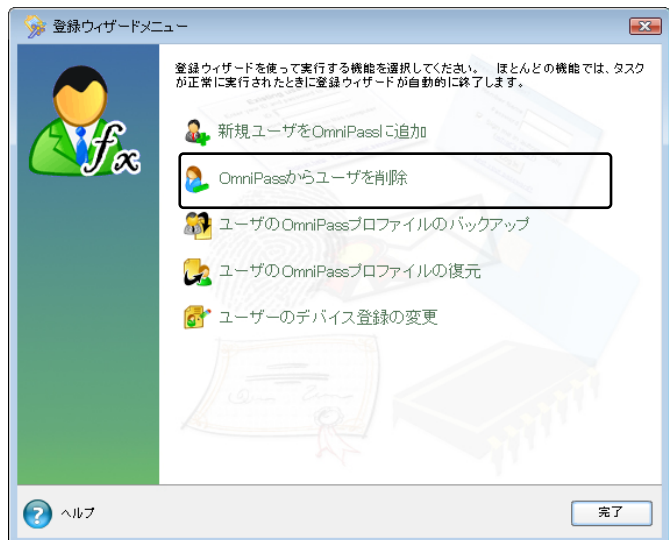 登録ウィザードメニュー
登録ウィザードを使って実行する機能を選択してください。 ほとんどの機能では、タスク
が正常に実行されたときに登録ウィザードが自動的に終了します。
fx
新規ユーザをOmniPassに追加
OmniPassからユーザを削除
ユーザのOmniPassプロファイルのバックアップ
ユーザのOmniPassプロファイルの復元
ユーザーのデバイス登録の変更
ヘルプ
完了